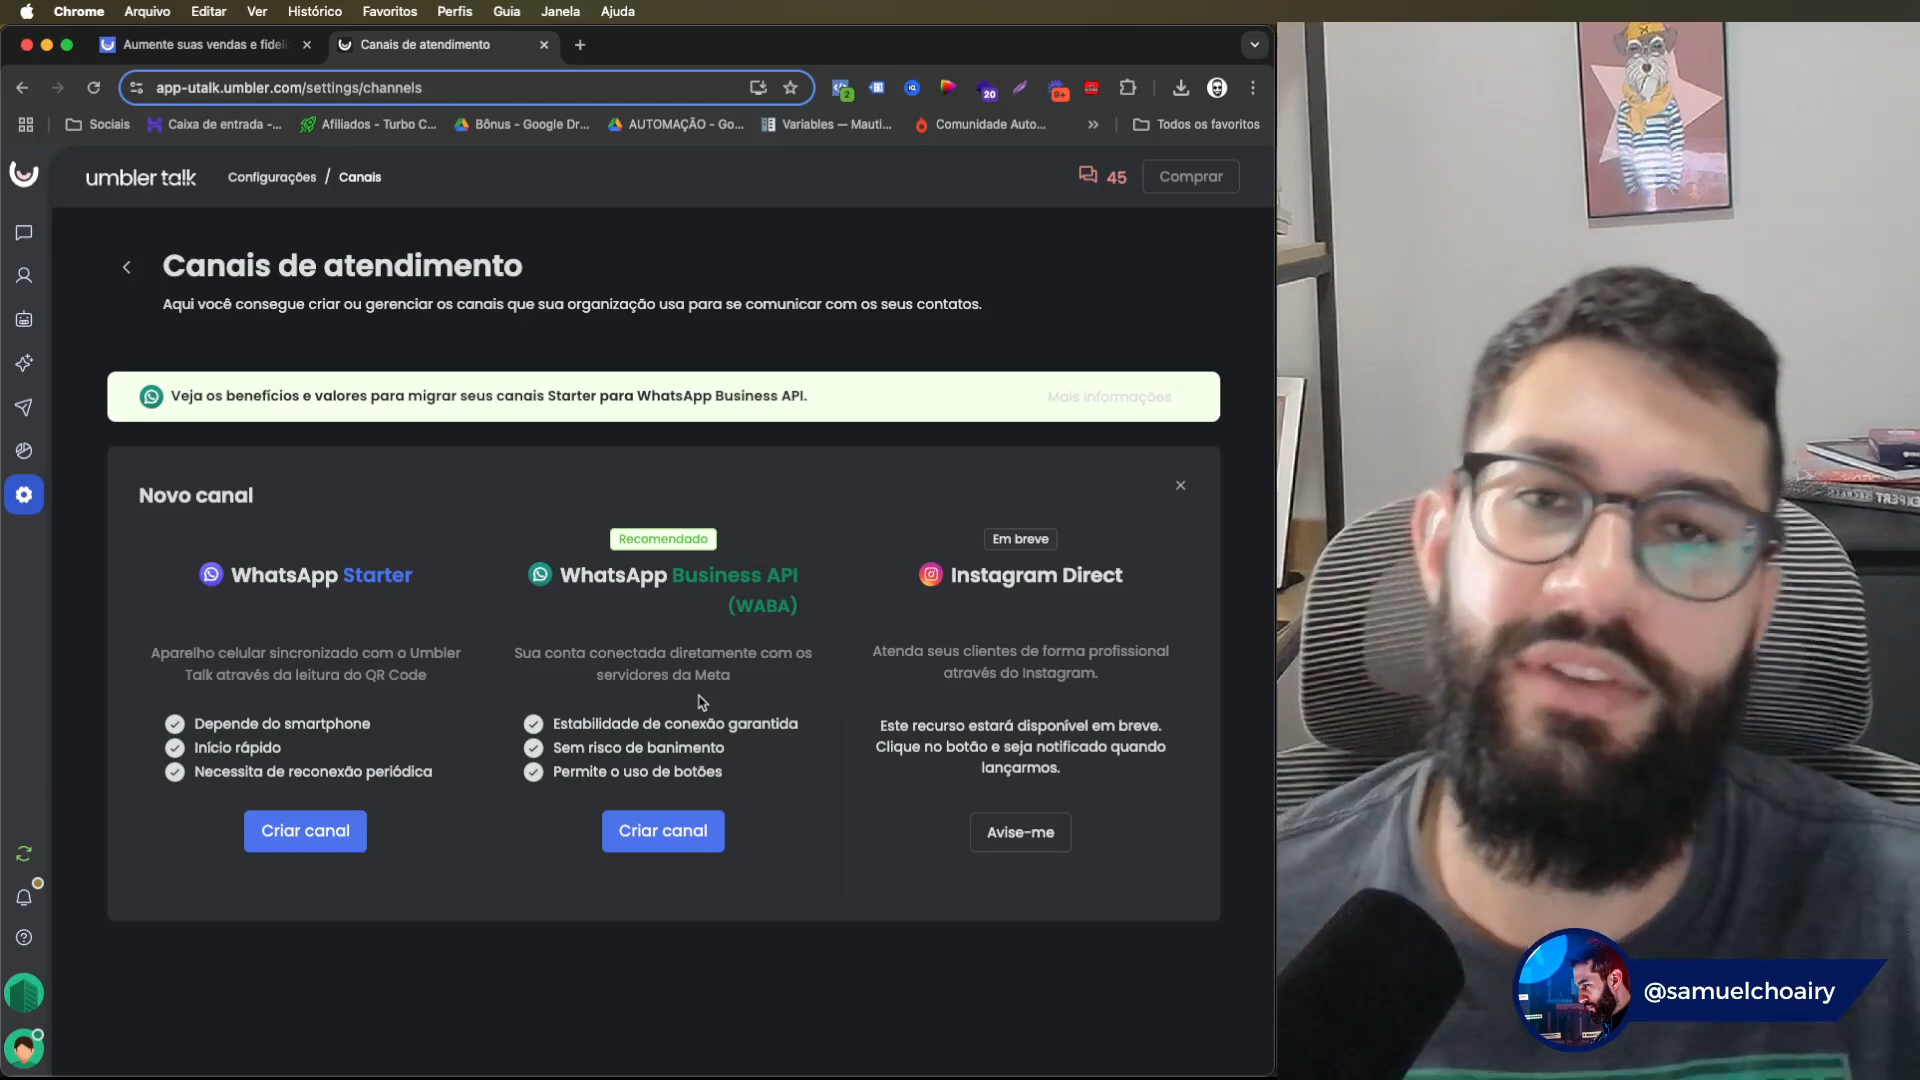 Chrome Arquivo Editar Ver Histórico Favoritos Perfis Guia Janela Ajuda
Aumente suas vendas e fideli
Canais de atendimento
app-utalk.umbler.com/settings/channels
2
20
9+
Sociais
Caixa de entrada -...
Afiliados - Turbo C...
Bônus - Google Dr...
AUTOMAÇÃO - Go...
Variables — Mauti...
Comunidade Auto...
»
Todos os favoritos
umbler talk
Configurações / Canais
45
Comprar
Canais de atendimento
Aqui você consegue criar ou gerenciar os canais que sua organização usa para se comunicar com os seus contatos.
Veja os benefícios e valores para migrar seus canais Starter para WhatsApp Business API.
Mais informações
Novo canal
WhatsApp Starter
Aparelho celular sincronizado com o Umbler
Talk através da leitura do QR Code
Depende do smartphone
Início rápido
Necessita de reconexão periódica
Criar canal
Recomendado
WhatsApp Business API
(WABA)
Sua conta conectada diretamente com os
servidores da Meta
Estabilidade de conexão garantida
Sem risco de banimento
Permite o uso de botões
Criar canal
Em breve
Instagram Direct
Atenda seus clientes de forma profissional
através do Instagram.
Este recurso estará disponível em breve.
Clique no botão e seja notificado quando
lançarmos.
Avise-me
@samuelchoairy